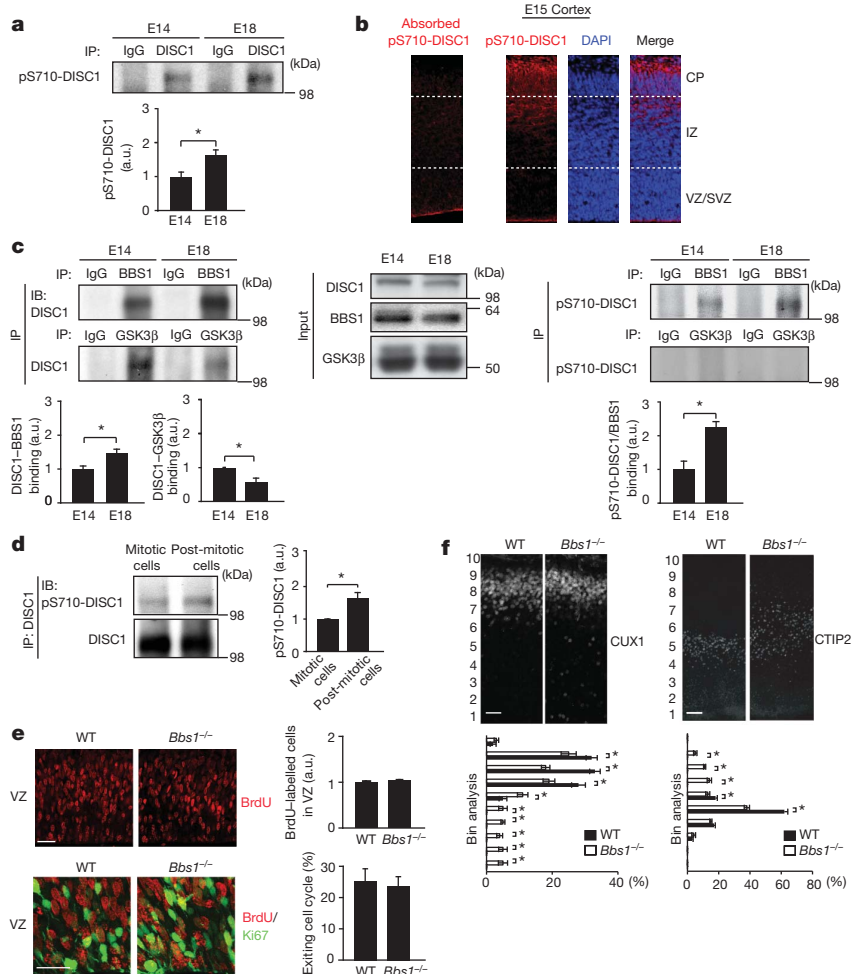 a
E14 E18
IP: IgG DISC1 IgG DISC1 (kDa)
pS710-DISC1
98
pS710-DISC1 (a.u.)
3
2
1
0
*
E14 E18
b
E15 Cortex
Absorbed pS710-DISC1 pS710-DISC1 DAPI Merge
CP
IZ
VZ/SVZ
c
E14 E18
IP: IgG BBS1 IgG BBS1 (kDa)
IB: DISC1
98
IP
IP: IgG GSK3β IgG GSK3β
DISC1
98
DISC1–BBS1 binding (a.u.)
3
2
1
0
*
E14 E18
DISC1–GSK3β binding (a.u.)
3
2
1
0
*
E14 E18
E14 E18 (kDa)
Input
DISC1
98
64
BBS1
GSK3β
50
E14 E18
IP: IgG BBS1 IgG BBS1 (kDa)
pS710-DISC1
98
IP
IgG GSK3β IgG GSK3β
pS710-DISC1
98
pS710-DISC1/BBS1 binding (a.u.)
3
2
1
0
*
E14 E18
d
Mitotic cells Post-mitotic cells (kDa)
IP: DISC1
IB: pS710-DISC1
98
DISC1
98
pS710-DISC1 (a.u.)
3
2
1
0
*
Mitotic cells Post-mitotic cells
e
WT Bbs1–/–
VZ
BrdU
BrdU–labelled cells in VZ (a.u.)
2
1
0
WT Bbs1–/–
WT Bbs1–/–
VZ
BrdU/
Ki67
Exiting cell cycle (%)
30
20
10
0
WT Bbs1–/–
f
WT Bbs1–/–
10
9
8
7
6
5
4
3
2
1
CUX1
WT Bbs1–/–
10
9
8
7
6
5
4
3
2
1
CTIP2
Bin analysis
* * * * * * * *
WT
Bbs1–/–
0 20 40 (%)
Bin analysis
* * * * *
WT
Bbs1–/–
0 20 40 60 80 (%)